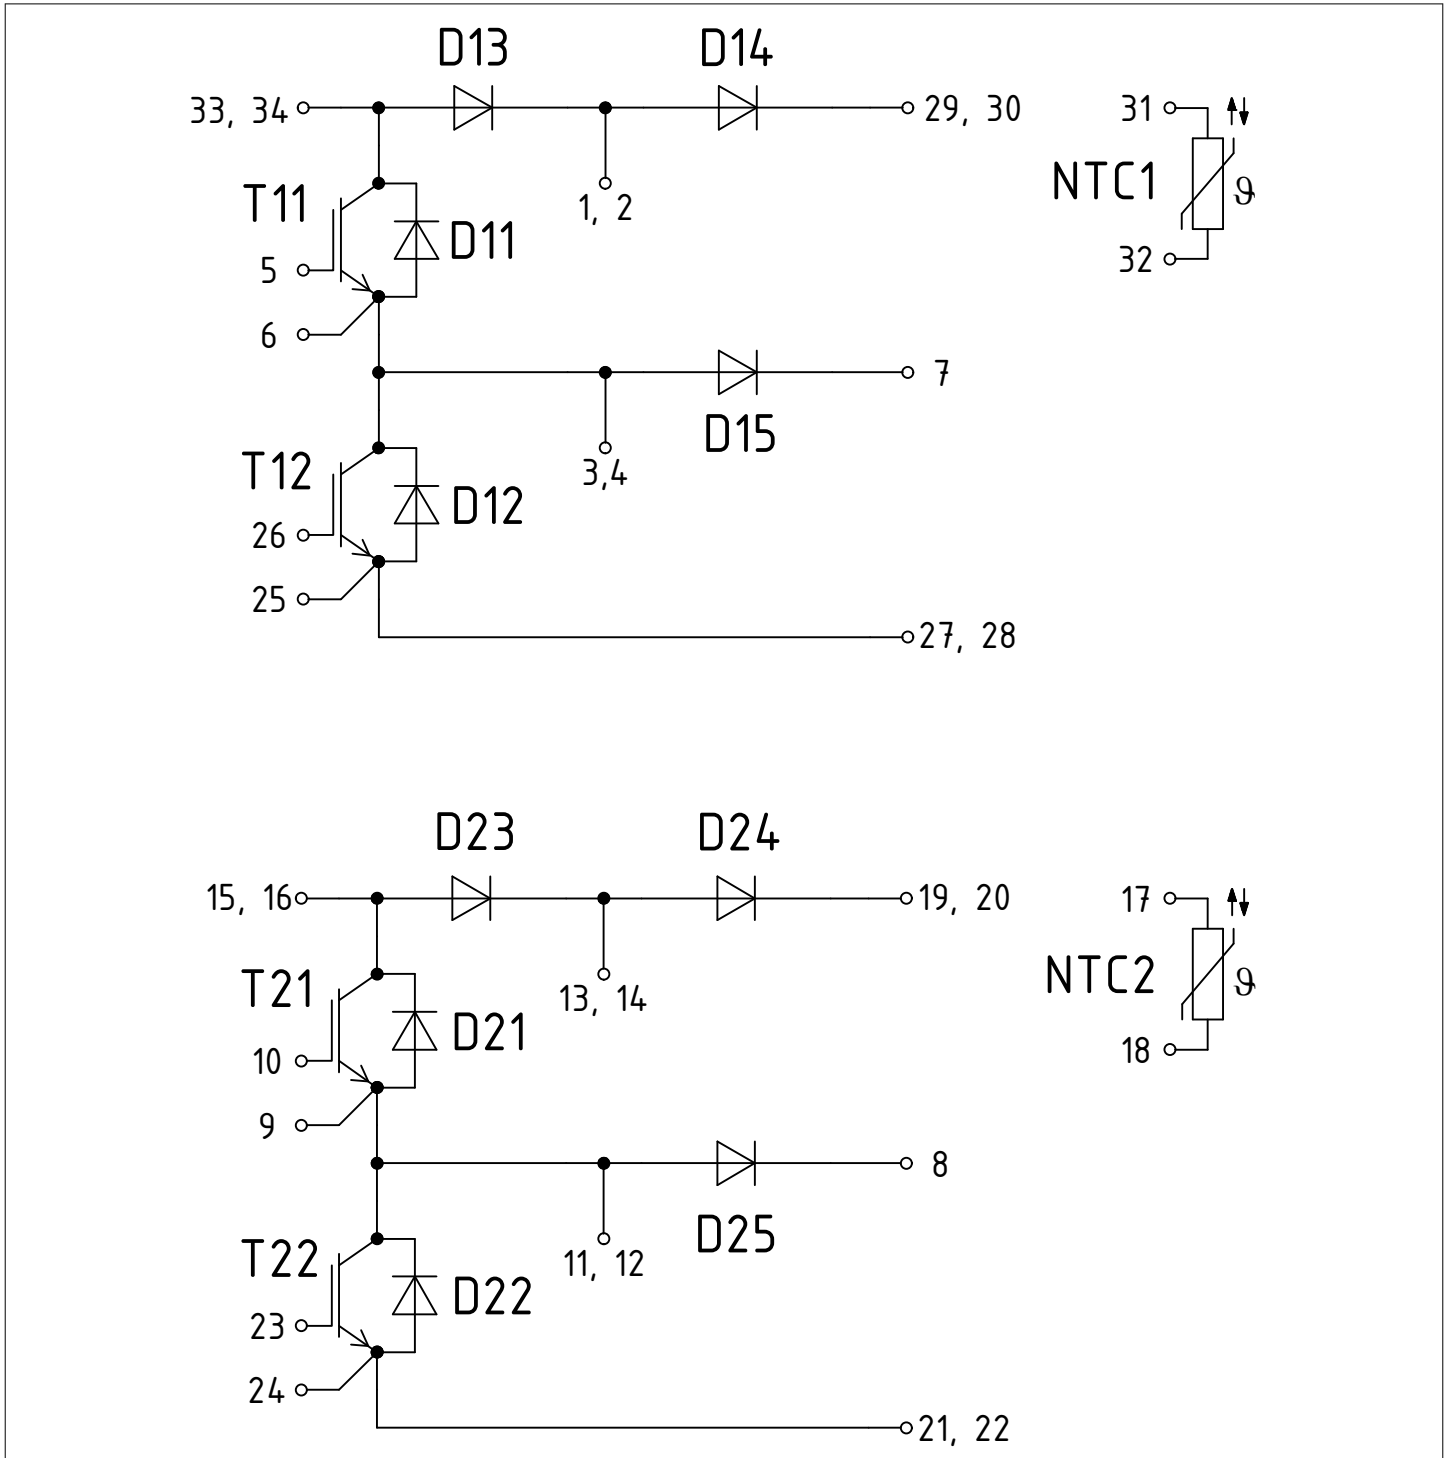 D13 D14
33, 34 29, 30 31
NTC1 ϑ
T11 1, 2
D11
5 32
6
7
D15
T12 3,4
D12
26
25
27, 28
D23 D24
15, 16 19, 20 17
T21 13, 14 NTC2 ϑ
D21
10 18
9
8
D25
T22 11, 12
D22
23
24
21, 22